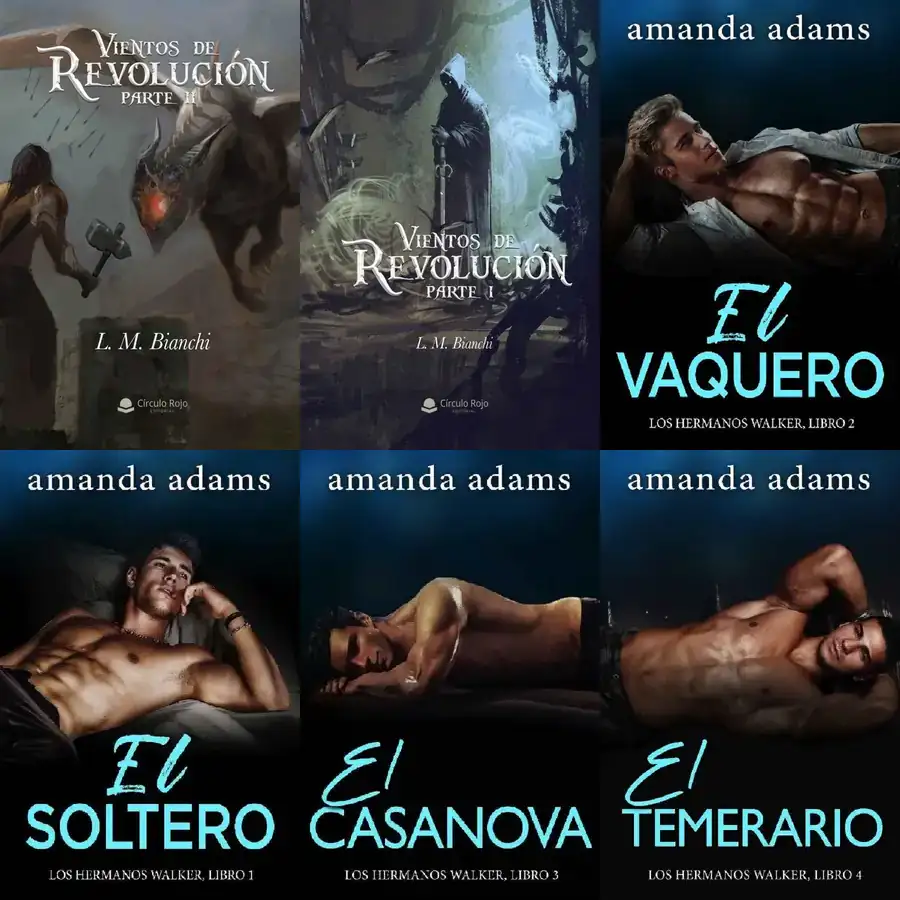 VIENTOS DE
REVOLUCIÓN
PARTE II
L. M. Bianchi
Círculo Rojo
EDITORIAL
VIENTOS DE
REVOLUCIÓN
PARTE I
L. M. Bianchi
Círculo Rojo
EDITORIAL
amanda adams
El
VAQUERO
LOS HERMANOS WALKER, LIBRO 2
amanda adams
El
SOLTERO
LOS HERMANOS WALKER, LIBRO 1
amanda adams
El
CASANOVA
LOS HERMANOS WALKER, LIBRO 3
amanda adams
El
TEMERARIO
LOS HERMANOS WALKER, LIBRO 4